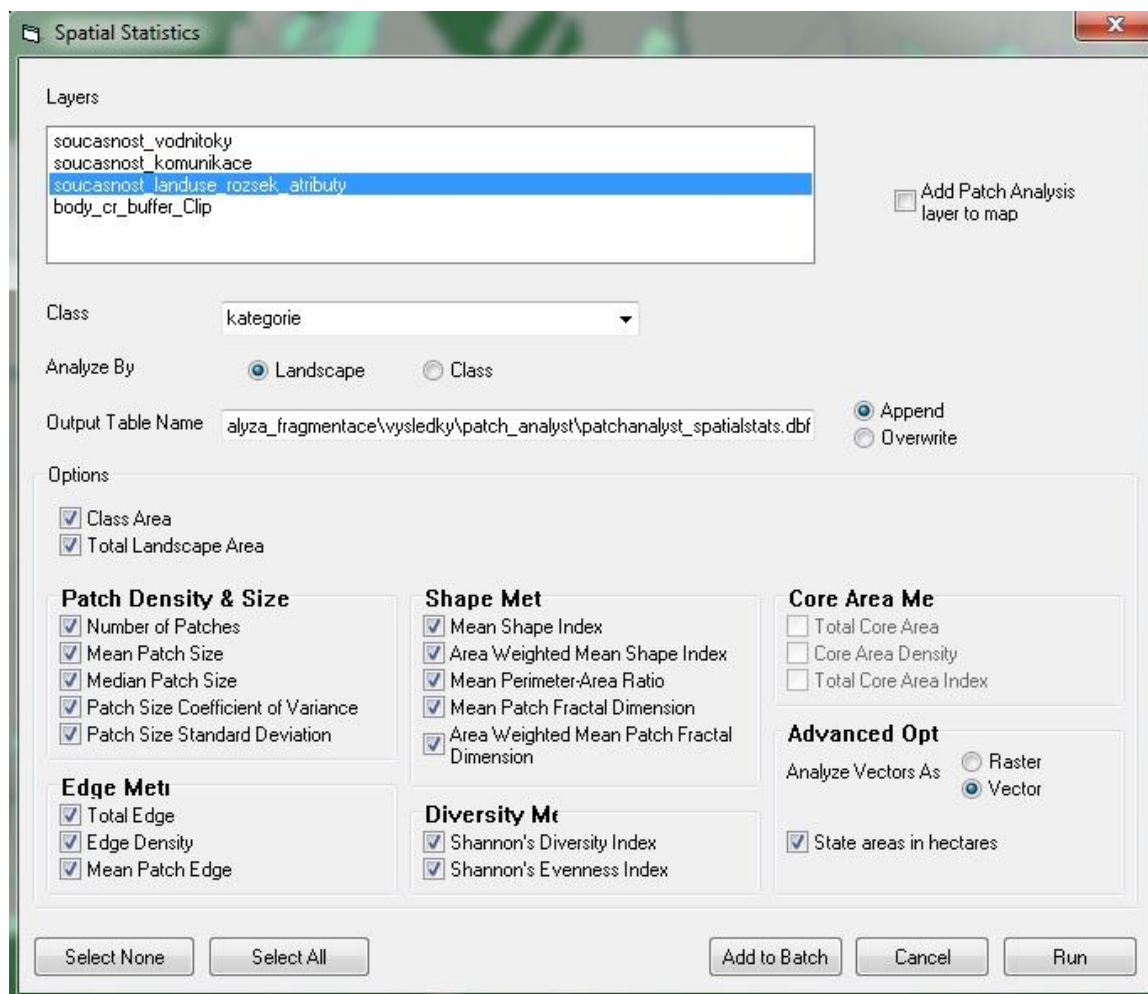 Spatial Statistics
Layers
soucasnost_vodnitoky
soucasnost_komunikace
soucasnost_landuse_rozsek_atributy
body_cr_buffer_Clip
Add Patch Analysis
layer to map
Class
kategorie
Analyze By
Landscape
Class
Output Table Name
alyza_fragmentace\vysledky\patch_analyst\patchanalyst_spatialstats.dbf
Append
Overwrite
Options
Class Area
Total Landscape Area
Patch Density & Size
Number of Patches
Mean Patch Size
Median Patch Size
Patch Size Coefficient of Variance
Patch Size Standard Deviation
Edge Metr
Total Edge
Edge Density
Mean Patch Edge
Shape Met
Mean Shape Index
Area Weighted Mean Shape Index
Mean Perimeter-Area Ratio
Mean Patch Fractal Dimension
Area Weighted Mean Patch Fractal
Dimension
Diversity Me
Shannon's Diversity Index
Shannon's Evenness Index
Core Area Me
Total Core Area
Core Area Density
Total Core Area Index
Advanced Opt
Analyze Vectors As
Raster
Vector
State areas in hectares
Select None
Select All
Add to Batch
Cancel
Run